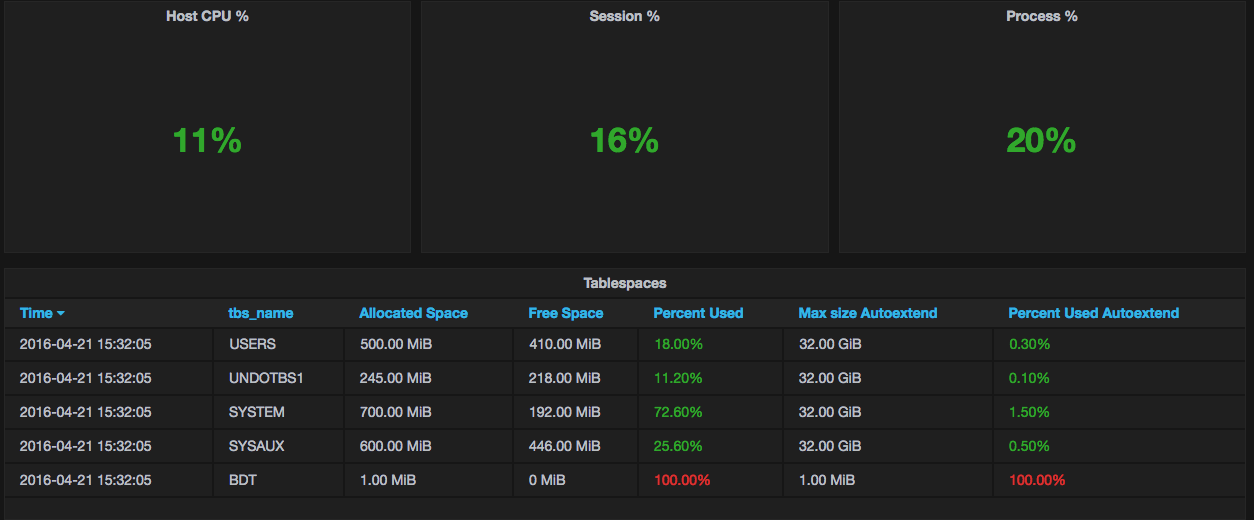 Host CPU % Session % Process %
11% 16% 20%
Tablespaces
Time tbs_name Allocated Space Free Space Percent Used Max size Autoextend Percent Used Autoextend
2016-04-21 15:32:05 USERS 500.00 MiB 410.00 MiB 18.00% 32.00 GiB 0.30%
2016-04-21 15:32:05 UNDOTBS1 245.00 MiB 218.00 MiB 11.20% 32.00 GiB 0.10%
2016-04-21 15:32:05 SYSTEM 700.00 MiB 192.00 MiB 72.60% 32.00 GiB 1.50%
2016-04-21 15:32:05 SYSAUX 600.00 MiB 446.00 MiB 25.60% 32.00 GiB 0.50%
2016-04-21 15:32:05 BDT 1.00 MiB 0 MiB 100.00% 1.00 MiB 100.00%